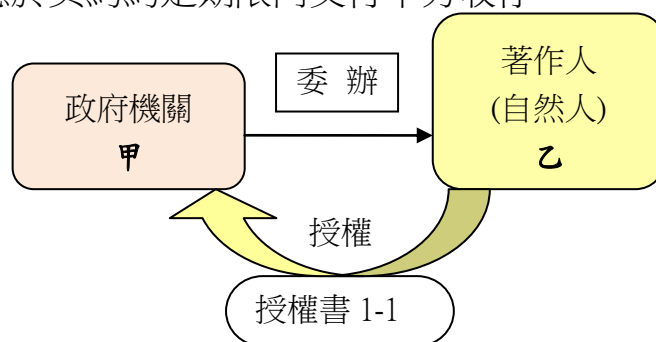 委 辦
政府機關
甲
著作人
(自然人)
乙
授權
授權書 1-1